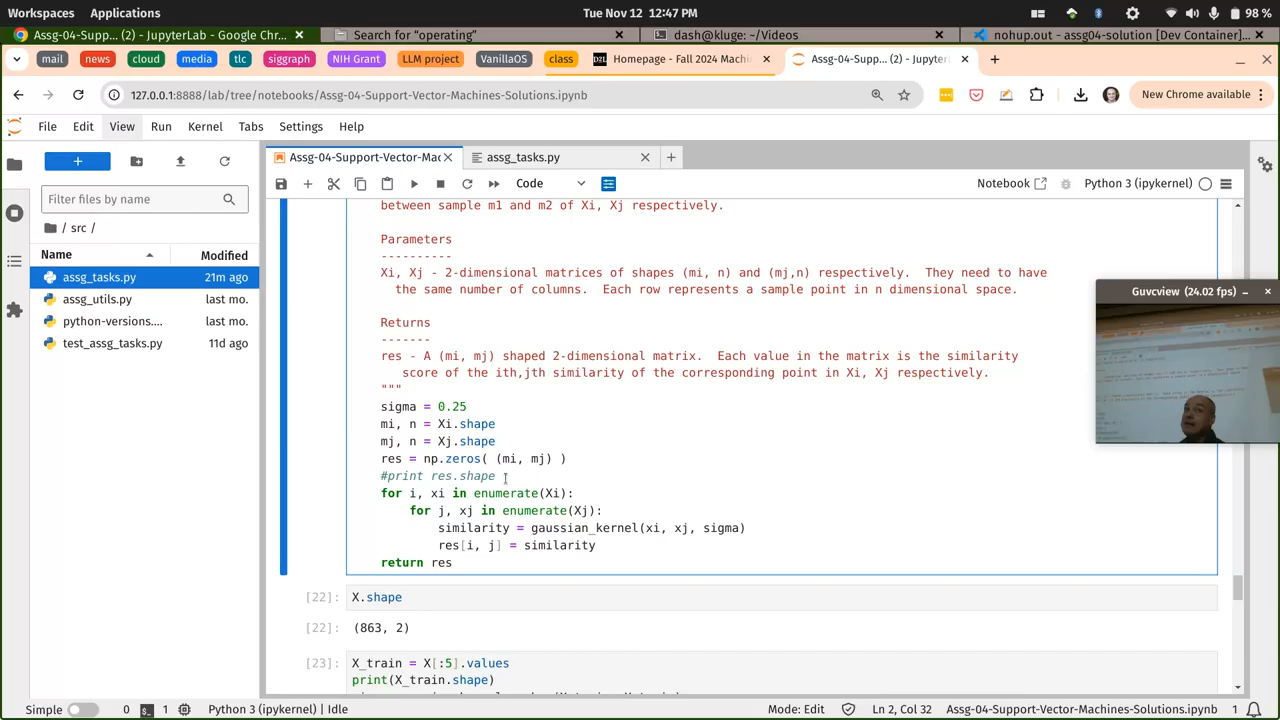 Workspaces Applications Tue Nov 12 12:47 PM 98 %
Assg-04-Supp... (2) - JupyterLab - Google Chr... Search for “operating” dash@kluge: ~/Videos nohup.out - assg04-solution [Dev Container]...
mail news cloud media tlc siggraph NIH Grant LLM project VanillaOS class Homepage - Fall 2024 Machi Assg-04-Supp... (2) - Jupyterl
127.0.0.1:8888/lab/tree/notebooks/Assg-04-Support-Vector-Machines-Solutions.ipynb New Chrome available
File Edit View Run Kernel Tabs Settings Help
Assg-04-Support-Vector-Mac assg_tasks.py
Code Notebook Python 3 (ipykernel)
Filter files by name
/ src /
Name Modified
assg_tasks.py 21m ago
assg_utils.py last mo.
python-versions.... last mo.
test_assg_tasks.py 11d ago
between sample m1 and m2 of Xi, Xj respectively.
Parameters
----------
Xi, Xj - 2-dimensional matrices of shapes (mi, n) and (mj,n) respectively.  They need to have
the same number of columns.  Each row represents a sample point in n dimensional space.
Returns
-------
res - A (mi, mj) shaped 2-dimensional matrix.  Each value in the matrix is the similarity
score of the ith,jth similarity of the corresponding point in Xi, Xj respectively.
"""
sigma = 0.25
mi, n = Xi.shape
mj, n = Xj.shape
res = np.zeros( (mi, mj) )
#print res.shape
for i, xi in enumerate(Xi):
for j, xj in enumerate(Xj):
similarity = gaussian_kernel(xi, xj, sigma)
res[i, j] = similarity
return res
[22]: X.shape
[22]: (863, 2)
[23]: X_train = X[:5].values
print(X_train.shape)
Guvcview (24.02 fps)
Simple 0 1 Python 3 (ipykernel) | Idle Mode: Edit Ln 2, Col 32 Assg-04-Support-Vector-Machines-Solutions.ipynb 1